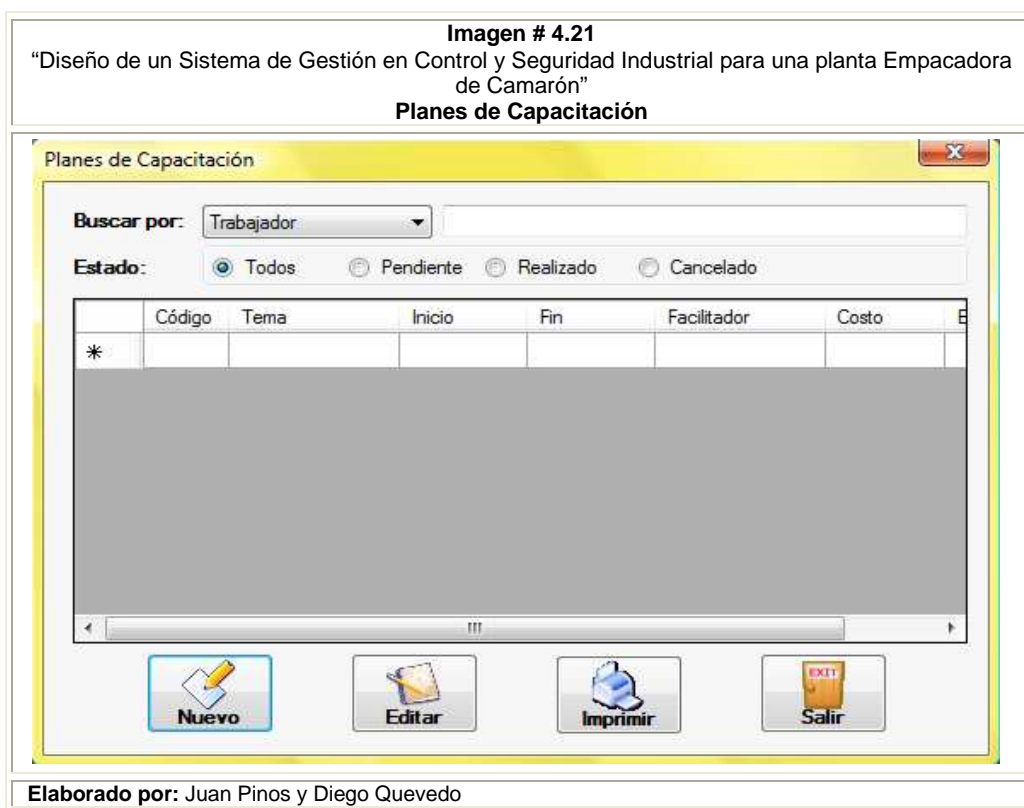 Imagen # 4.21
“Diseño de un Sistema de Gestión en Control y Seguridad Industrial para una planta Empacadora
de Camarón”
Planes de Capacitación
Planes de Capacitación
Buscar por: Trabajador
Estado: Todos Pendiente Realizado Cancelado
Código Tema Inicio Fin Facilitador Costo E
EXIT
Nuevo Editar Imprimir Salir
Elaborado por: Juan Pinos y Diego Quevedo